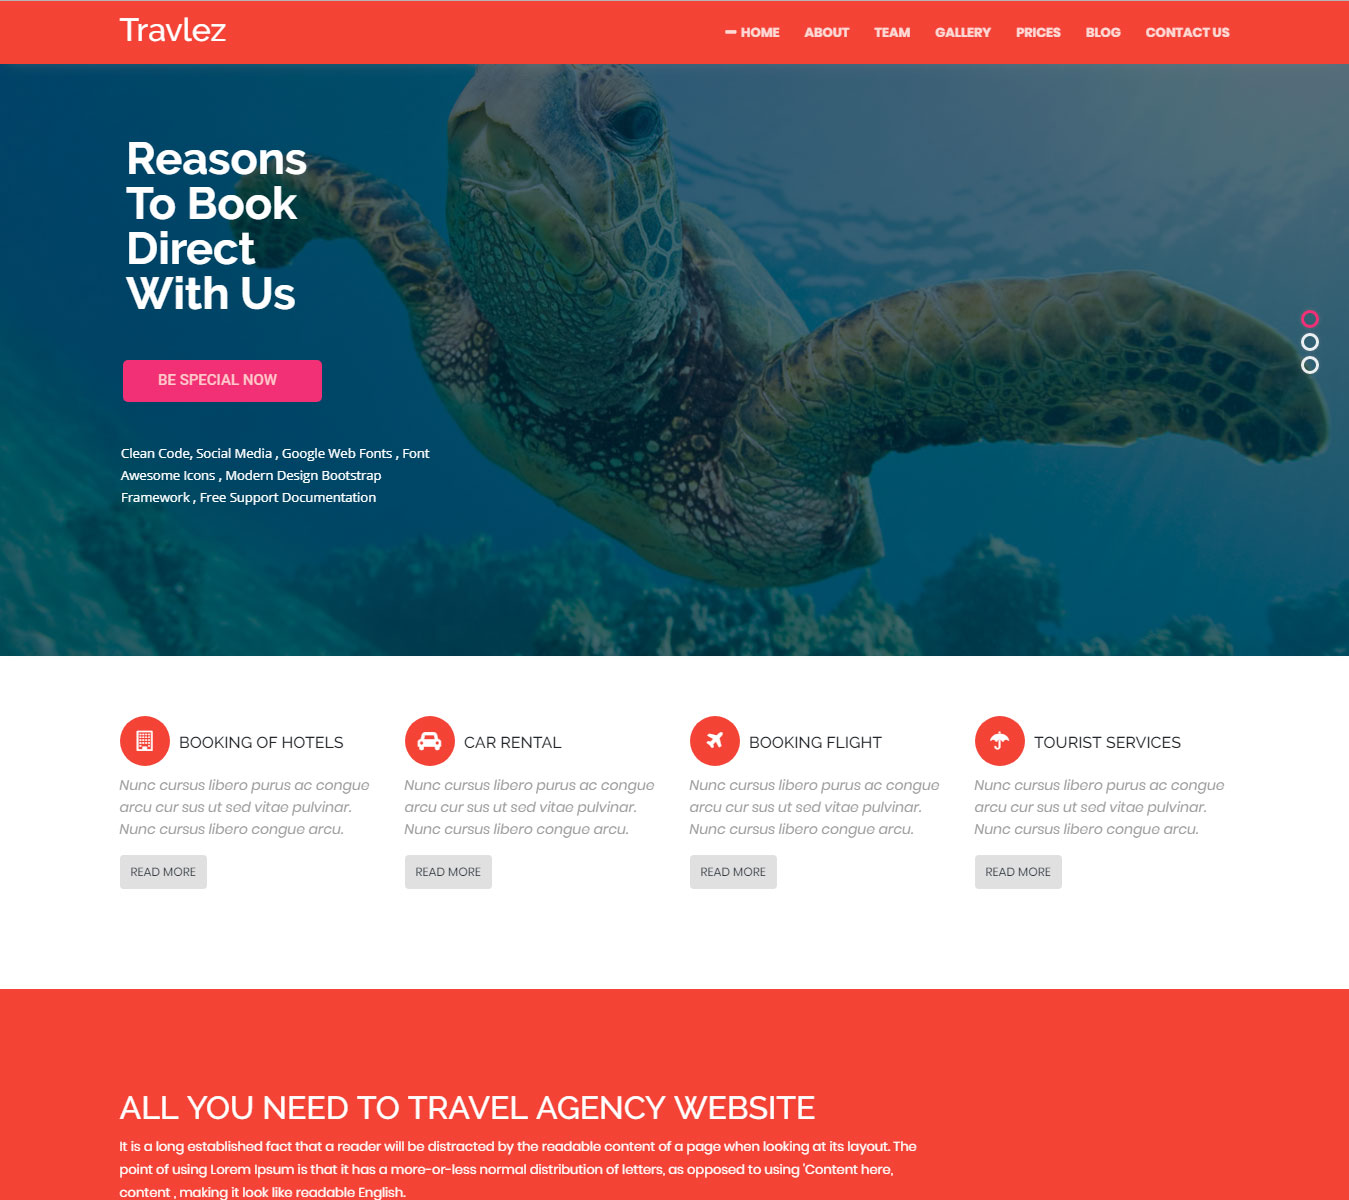 Travlez
HOME ABOUT TEAM GALLERY PRICES BLOG CONTACT US
Reasons
To Book
Direct
With Us
BE SPECIAL NOW
Clean Code, Social Media , Google Web Fonts , Font
Awesome Icons , Modern Design Bootstrap
Framework , Free Support Documentation
BOOKING OF HOTELS
Nunc cursus libero purus ac congue
arcu cur sus ut sed vitae pulvinar.
Nunc cursus libero congue arcu.
READ MORE
CAR RENTAL
Nunc cursus libero purus ac congue
arcu cur sus ut sed vitae pulvinar.
Nunc cursus libero congue arcu.
READ MORE
BOOKING FLIGHT
Nunc cursus libero purus ac congue
arcu cur sus ut sed vitae pulvinar.
Nunc cursus libero congue arcu.
READ MORE
TOURIST SERVICES
Nunc cursus libero purus ac congue
arcu cur sus ut sed vitae pulvinar.
Nunc cursus libero congue arcu.
READ MORE
ALL YOU NEED TO TRAVEL AGENCY WEBSITE
It is a long established fact that a reader will be distracted by the readable content of a page when looking at its layout. The
point of using Lorem Ipsum is that it has a more-or-less normal distribution of letters, as opposed to using 'Content here,
content , making it look like readable English.